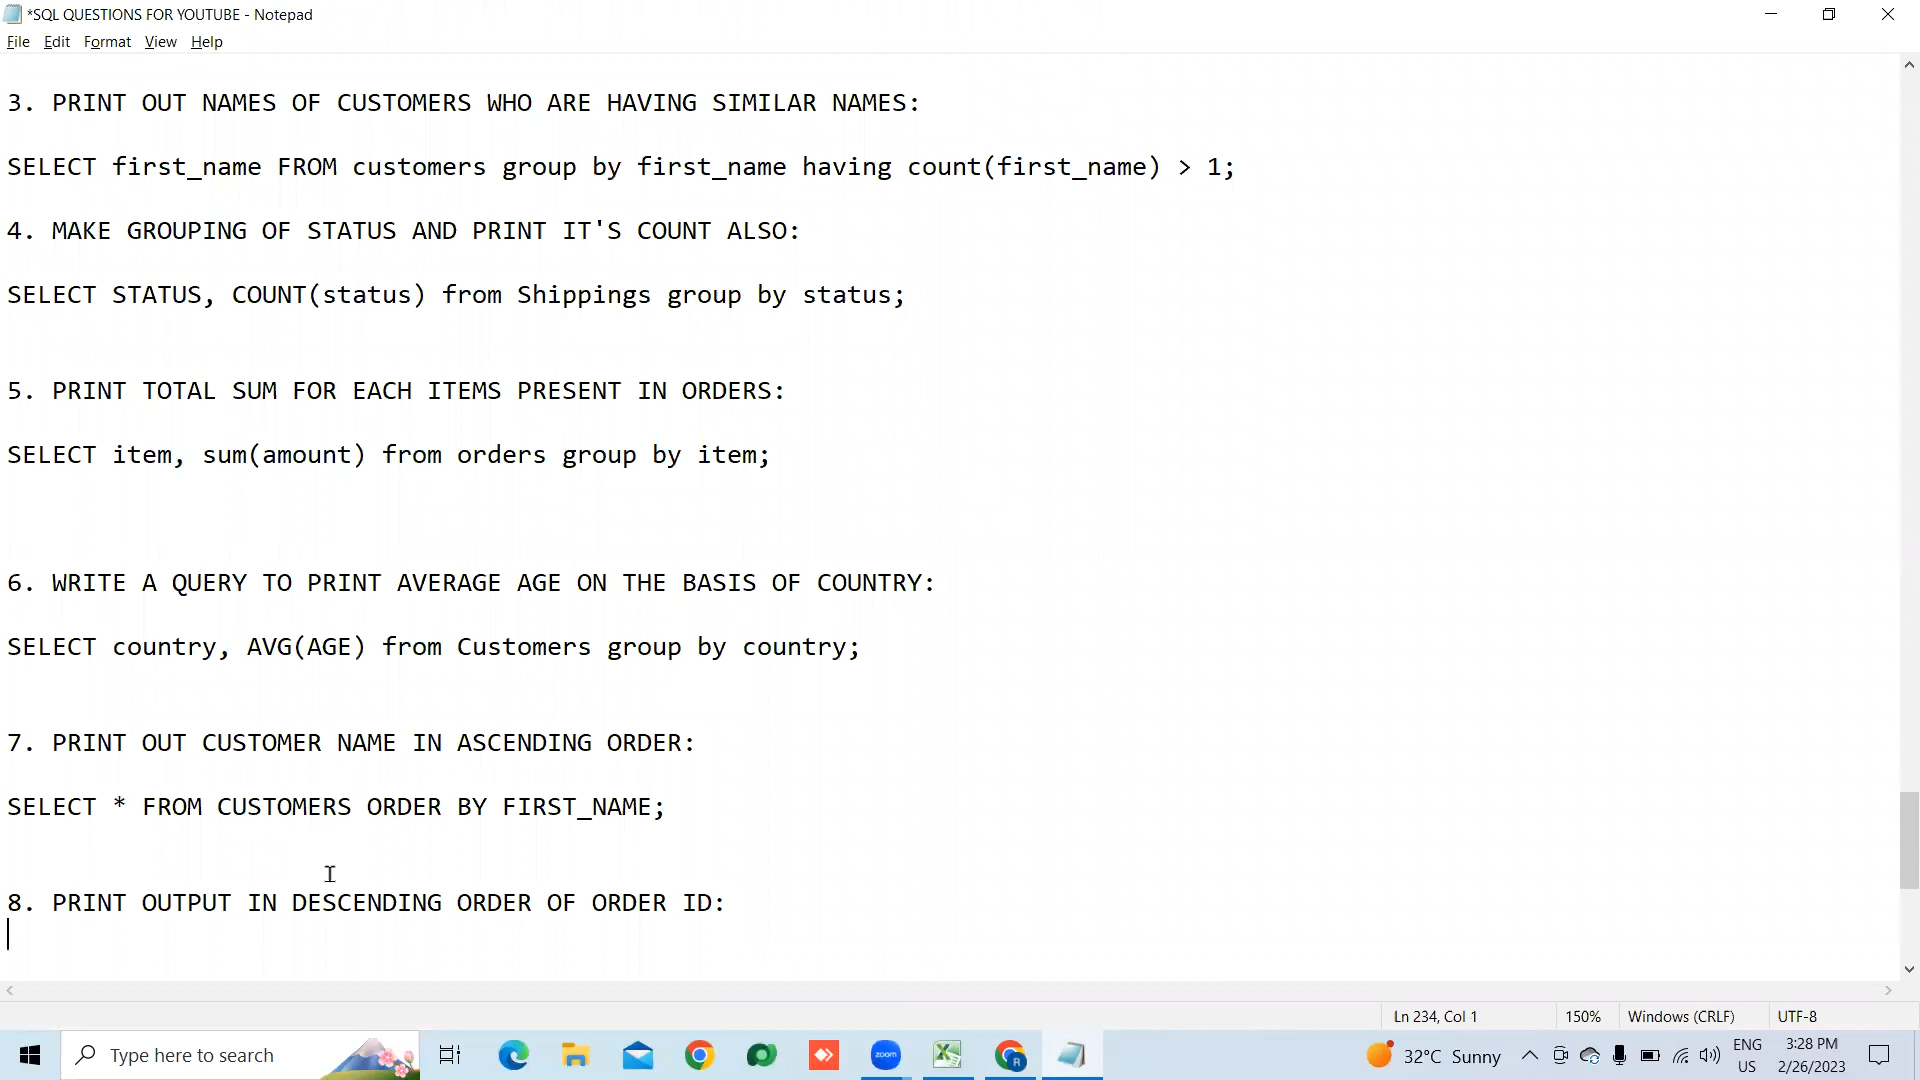 *SQL QUESTIONS FOR YOUTUBE - Notepad
File Edit Format View Help
3. PRINT OUT NAMES OF CUSTOMERS WHO ARE HAVING SIMILAR NAMES:
SELECT first_name FROM customers group by first_name having count(first_name) > 1;
4. MAKE GROUPING OF STATUS AND PRINT IT'S COUNT ALSO:
SELECT STATUS, COUNT(status) from Shippings group by status;
5. PRINT TOTAL SUM FOR EACH ITEMS PRESENT IN ORDERS:
SELECT item, sum(amount) from orders group by item;
6. WRITE A QUERY TO PRINT AVERAGE AGE ON THE BASIS OF COUNTRY:
SELECT country, AVG(AGE) from Customers group by country;
7. PRINT OUT CUSTOMER NAME IN ASCENDING ORDER:
SELECT * FROM CUSTOMERS ORDER BY FIRST_NAME;
8. PRINT OUTPUT IN DESCENDING ORDER OF ORDER ID:
Ln 234, Col 1 150% Windows (CRLF) UTF-8
Type here to search
zoom
R
32°C Sunny
ENG
US
3:28 PM
2/26/2023